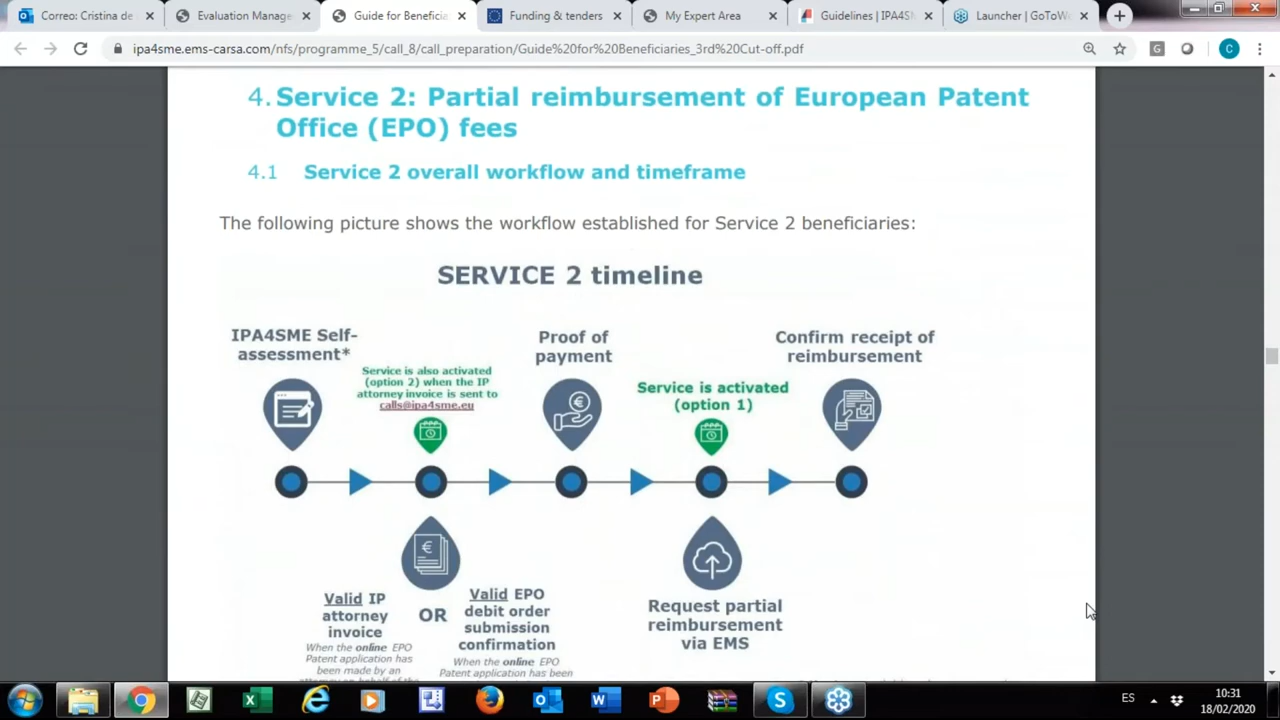 Correo: Cristina de
Evaluation Manage
Guide for Beneficia
Funding & tenders
My Expert Area
Guidelines | IPA4SM
Launcher | GoToW
ipa4sme.ems-carsa.com/nfs/programme_5/call_8/call_preparation/Guide%20for%20Beneficiaries_3rd%20Cut-off.pdf
4. Service 2: Partial reimbursement of European Patent
Office (EPO) fees
4.1 Service 2 overall workflow and timeframe
The following picture shows the workflow established for Service 2 beneficiaries:
SERVICE 2 timeline
IPA4SME Self-
assessment*
Service is also activated
(option 2) when the IP
attorney invoice is sent to
calls@ipa4sme.eu
Proof of
payment
Service is activated
(option 1)
Confirm receipt of
reimbursement
Valid IP
attorney
invoice
When the online EPO
Patent application has
been made by an
OR
Valid EPO
debit order
submission
confirmation
When the online EPO
Patent application has been
Request partial
reimbursement
via EMS
ES
10:31
18/02/2020